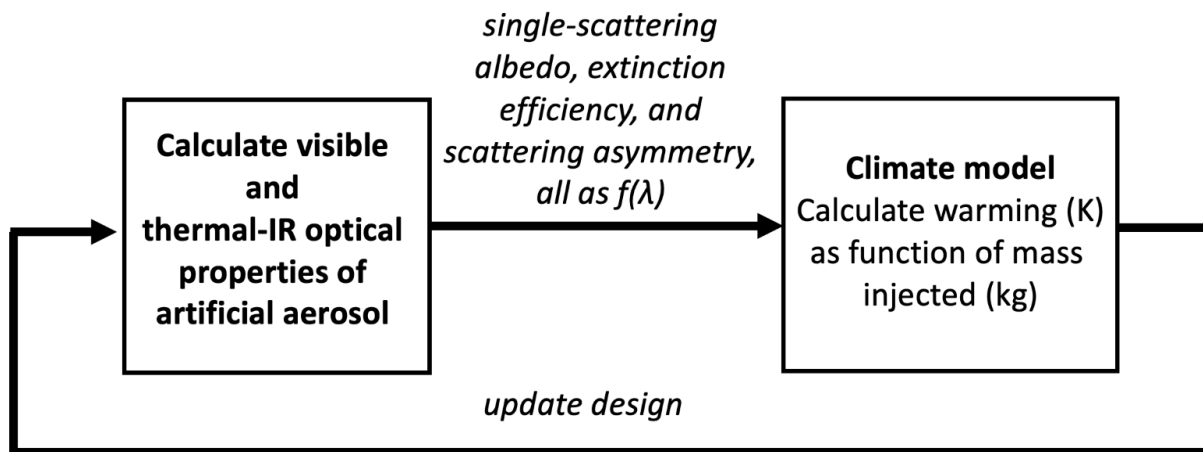 single-scattering
albedo, extinction
efficiency, and
scattering asymmetry,
all as f(λ)
Calculate visible
and
thermal-IR optical
properties of
artificial aerosol
Climate model
Calculate warming (K)
as function of mass
injected (kg)
update design